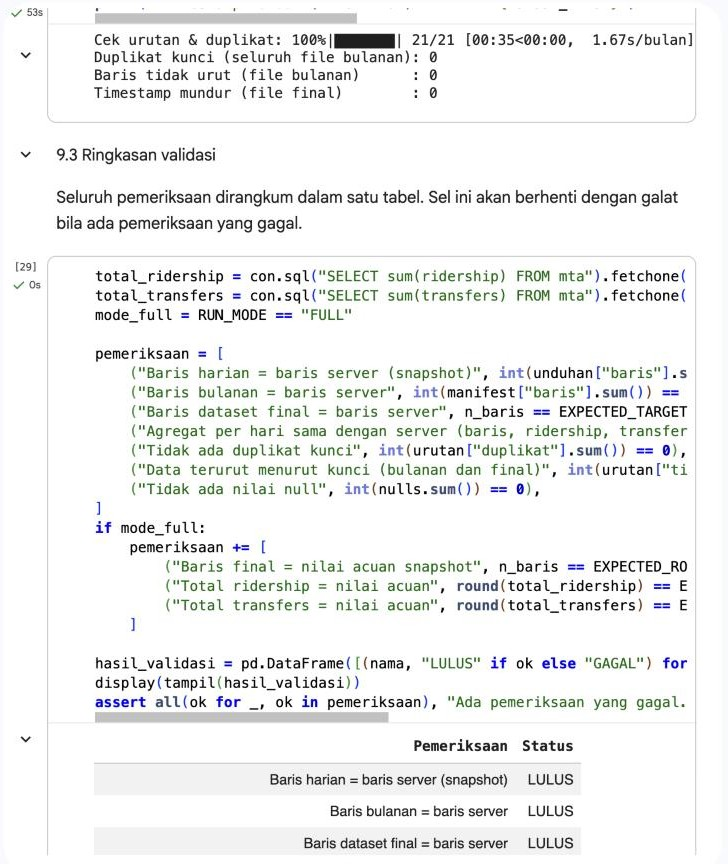 53s
Cek urutan & duplikat: 100%|██████████| 21/21 [00:35<00:00, 1.67s/bulan]
Duplikat kunci (seluruh file bulanan): 0
Baris tidak urut (file bulanan) : 0
Timestamp mundur (file final) : 0
9.3 Ringkasan validasi
Seluruh pemeriksaan dirangkum dalam satu tabel. Sel ini akan berhenti dengan galat
bila ada pemeriksaan yang gagal.
[29]
0s
total_ridership = con.sql("SELECT sum(ridership) FROM mta").fetchone(
total_transfers = con.sql("SELECT sum(transfers) FROM mta").fetchone(
mode_full = RUN_MODE == "FULL"
pemeriksaan = [
("Baris harian = baris server (snapshot)", int(unduhan["baris"].s
("Baris bulanan = baris server", int(manifest["baris"].sum()) ==
("Baris dataset final = baris server", n_baris == EXPECTED_TARGET
("Agregat per hari sama dengan server (baris, ridership, transfer
("Tidak ada duplikat kunci", int(urutan["duplikat"].sum()) == 0),
("Data terurut menurut kunci (bulanan dan final)", int(urutan["ti
("Tidak ada nilai null", int(nulls.sum()) == 0),
]
if mode_full:
pemeriksaan += [
("Baris final = nilai acuan snapshot", n_baris == EXPECTED_RO
("Total ridership = nilai acuan", round(total_ridership) == E
("Total transfers = nilai acuan", round(total_transfers) == E
]
hasil_validasi = pd.DataFrame([(nama, "LULUS" if ok else "GAGAL") for
display(tampil(hasil_validasi))
assert all(ok for _, ok in pemeriksaan), "Ada pemeriksaan yang gagal.
Pemeriksaan Status
Baris harian = baris server (snapshot) LULUS
Baris bulanan = baris server LULUS
Baris dataset final = baris server LULUS